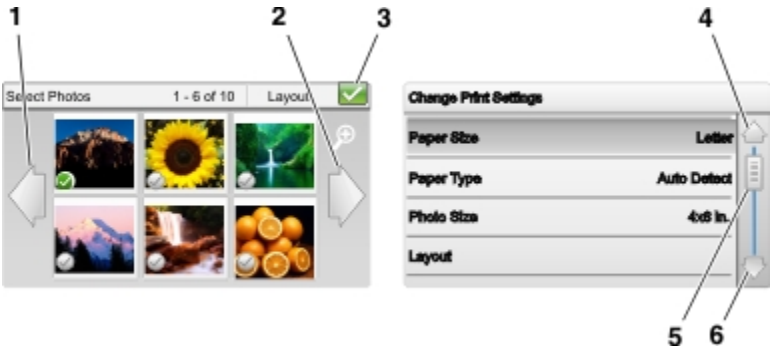 1 2 3 4
Select Photos 1 - 6 of 10 Layout
Change Print Settings
Paper Size Letter
Paper Type Auto Detect
Photo Size 4x6 in.
Layout
5 6